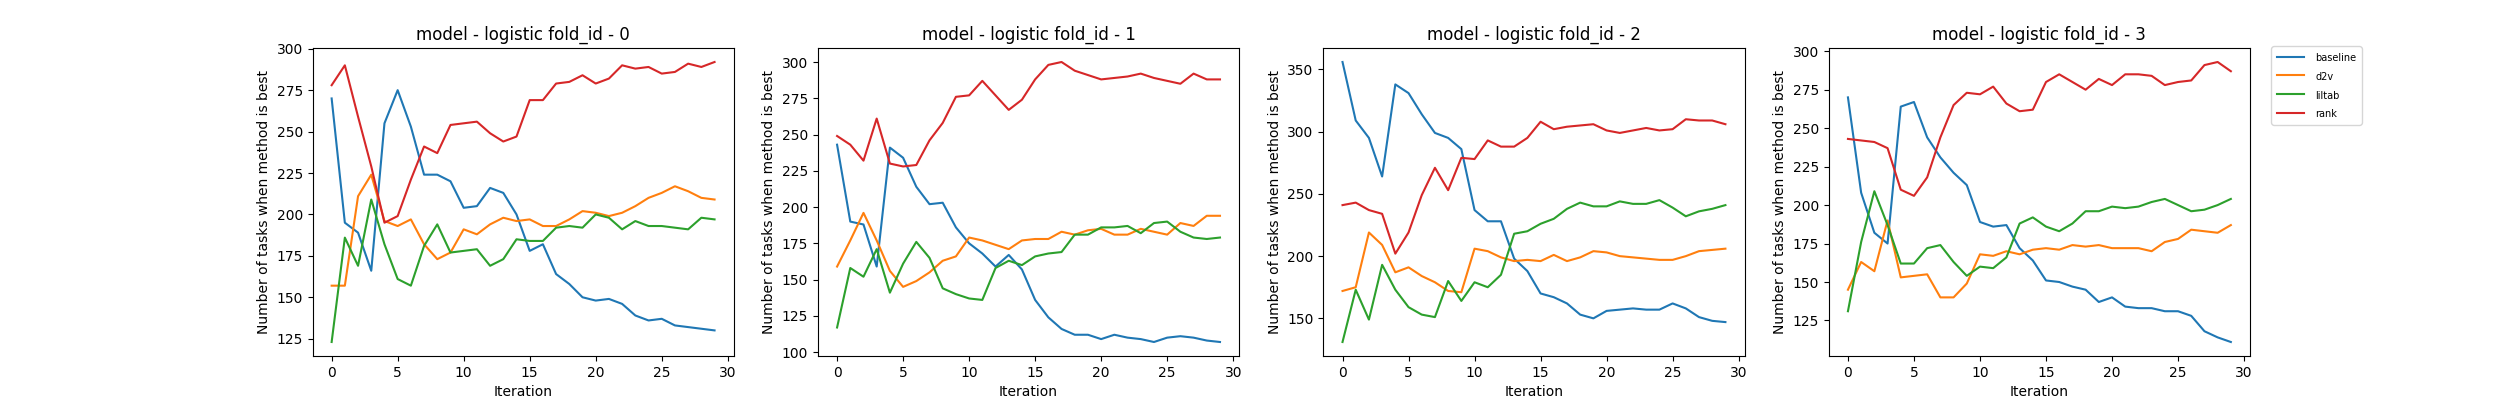 model - logistic fold_id - 0
Number of tasks when method is best
300
275
250
225
200
175
150
125
0 5 10 15 20 25 30
Iteration
model - logistic fold_id - 1
Number of tasks when method is best
300
275
250
225
200
175
150
125
100
0 5 10 15 20 25 30
Iteration
model - logistic fold_id - 2
Number of tasks when method is best
350
300
250
200
150
0 5 10 15 20 25 30
Iteration
model - logistic fold_id - 3
Number of tasks when method is best
300
275
250
225
200
175
150
125
0 5 10 15 20 25 30
Iteration
baseline
d2v
liltab
rank